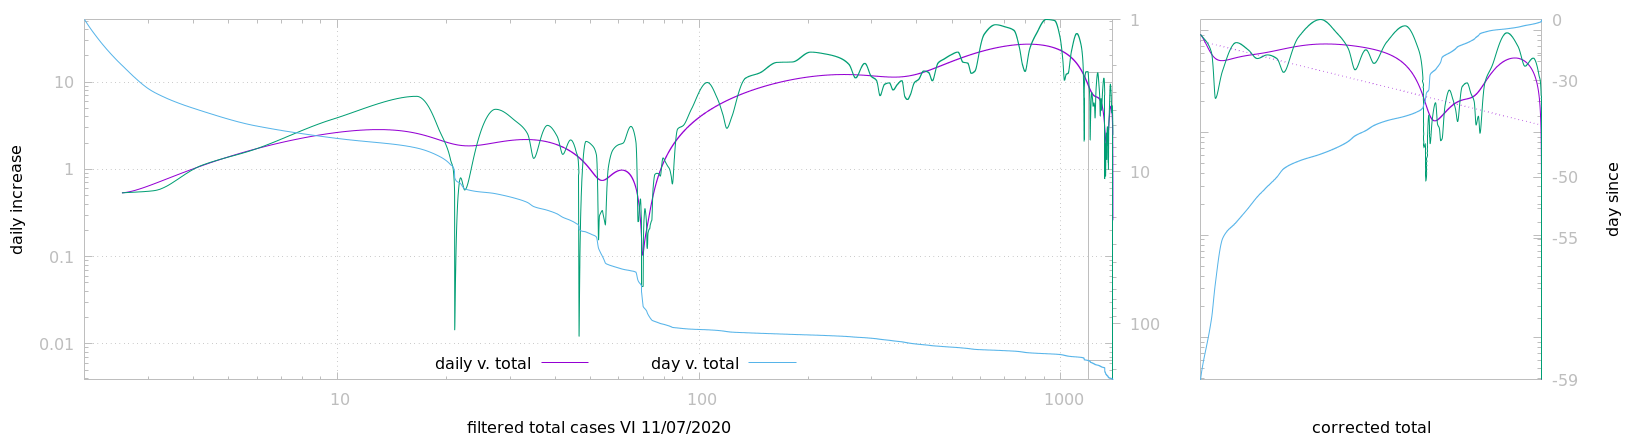 daily increase
10
1
0.1
0.01
1
10
100
daily v. total
day v. total
10
100
1000
filtered total cases VI 11/07/2020
0
-30
-50
-55
-59
day since
corrected total